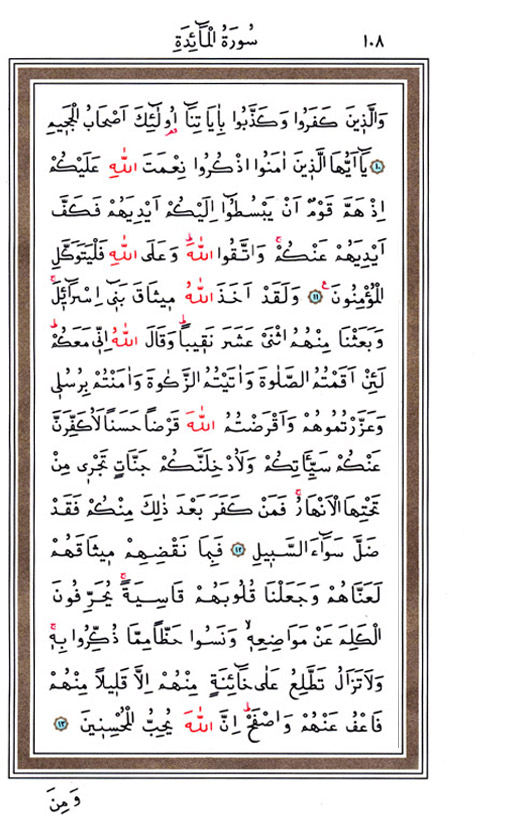 ١٠٨ سُورَةُ الْمَٓائِدَةِ
وَالَّذ۪ينَ كَفَرُوا وَكَذَّبُوا بِاٰيَاتِنَٓا اُو۬لٰٓئِكَ اَصْحَابُ الْجَح۪يمِ
﴿١٠﴾ يَٓا اَيُّهَا الَّذ۪ينَ اٰمَنُوا اذْكُرُوا نِعْمَتَ اللّٰهِ عَلَيْكُمْ
اِذْ هَمَّ قَوْمٌ اَنْ يَبْسُطُٓوا اِلَيْكُمْ اَيْدِيَهُمْ فَكَفَّ
اَيْدِيَهُمْ عَنْكُمْۚ وَاتَّقُوا اللّٰهَۜ وَعَلَى اللّٰهِ فَلْيَتَوَكَّلِ
الْمُؤْمِنُونَ۟ ﴿١١﴾ وَلَقَدْ اَخَذَ اللّٰهُ م۪يثَاقَ بَن۪ٓي اِسْرَٓائ۪لَۚ
وَبَعَثْنَا مِنْهُمُ اثْنَيْ عَشَرَ نَق۪يبًاۜ وَقَالَ اللّٰهُ اِنّ۪ي مَعَكُمْۜ
لَئِنْ اَقَمْتُمُ الصَّلٰوةَ وَاٰتَيْتُمُ الزَّكٰوةَ وَاٰمَنْتُمْ بِرُسُل۪ي
وَعَزَّرْتُمُوهُمْ وَاَقْرَضْتُمُ اللّٰهَ قَرْضًا حَسَنًا لَاُكَفِّرَنَّ
عَنْكُمْ سَيِّـَٔاتِكُمْ وَلَاُدْخِلَنَّكُمْ جَنَّاتٍ تَجْر۪ي مِنْ
تَحْتِهَا الْاَنْهَارُۚ فَمَنْ كَفَرَ بَعْدَ ذٰلِكَ مِنْكُمْ فَقَدْ
ضَلَّ سَوَٓاءَ السَّب۪يلِ ﴿١٢﴾ فَبِمَا نَقْضِهِمْ م۪يثَاقَهُمْ
لَعَنَّاهُمْ وَجَعَلْنَا قُلُوبَهُمْ قَاسِيَةًۚ يُحَرِّفُونَ
الْكَلِمَ عَنْ مَوَاضِعِه۪ۙ وَنَسُوا حَظًّا مِمَّا ذُكِّرُوا بِه۪ۚ
وَلَا تَزَالُ تَطَّلِعُ عَلٰى خَٓائِنَةٍ مِنْهُمْ اِلَّا قَل۪يلًا مِنْهُمْ
فَاعْفُ عَنْهُمْ وَاصْفَحْۜ اِنَّ اللّٰهَ يُحِبُّ الْمُحْسِن۪ينَ ﴿١٣﴾
وَمِنَ